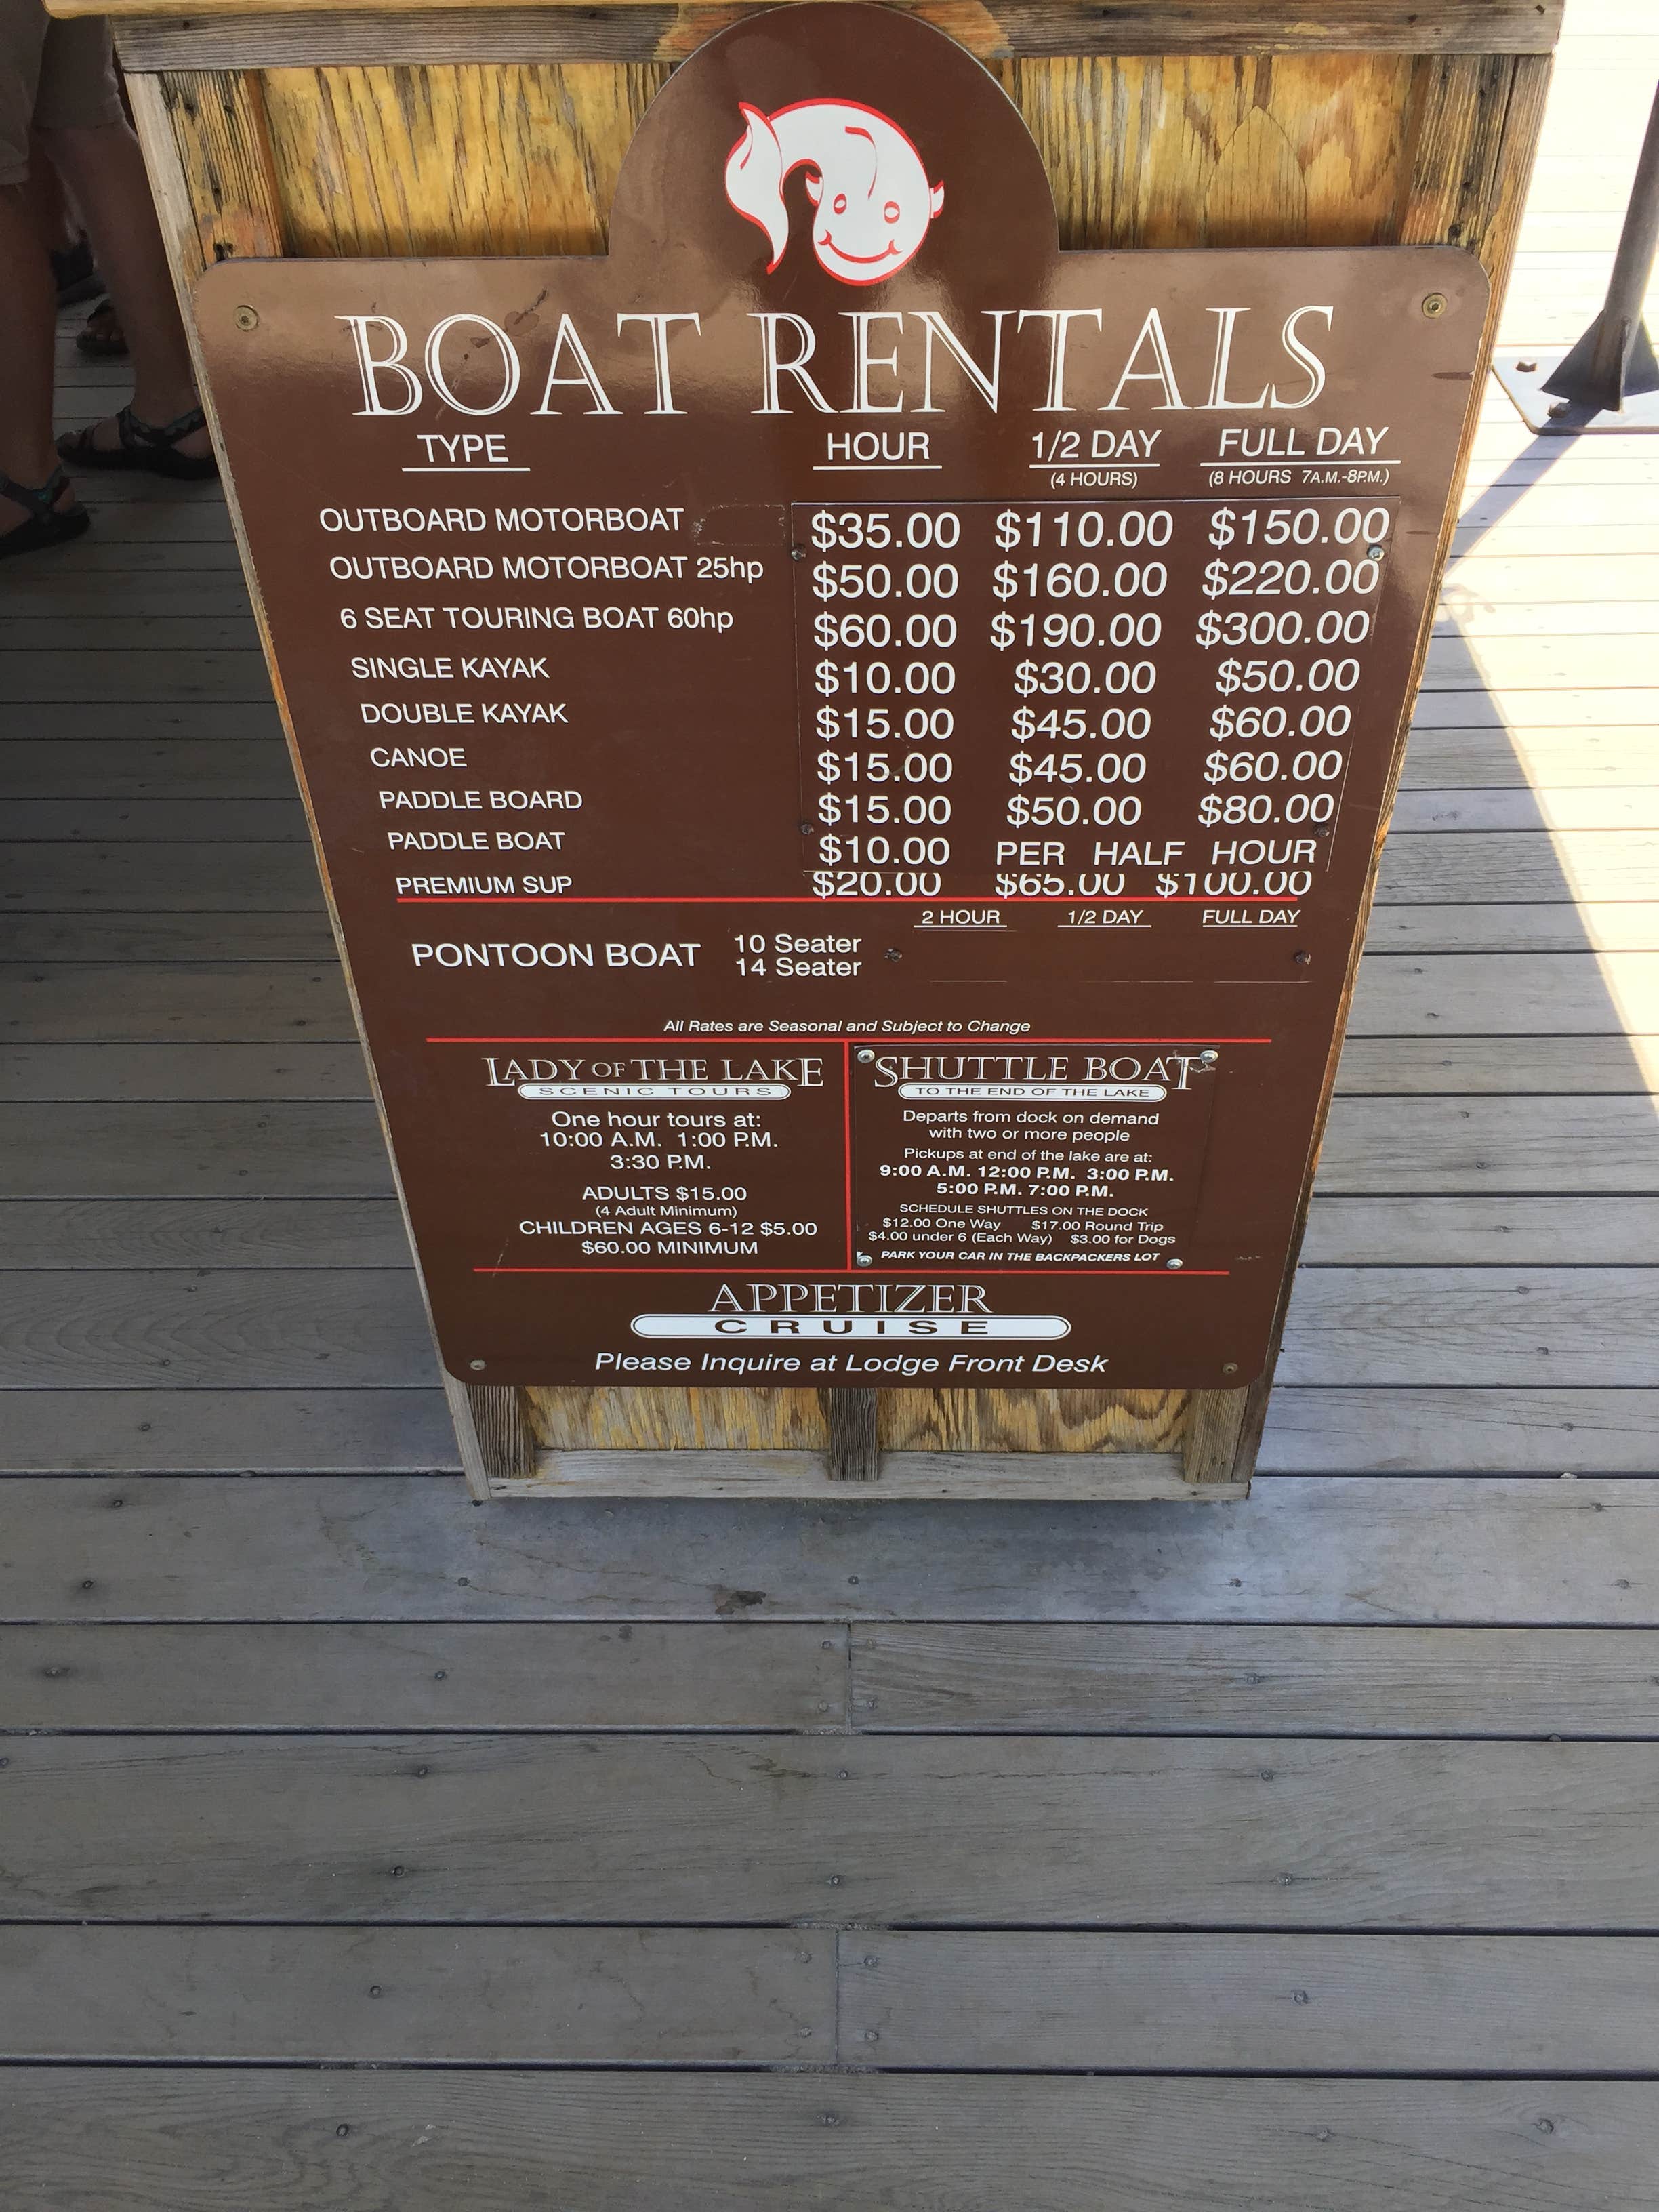 BOAT RENTALS
TYPE HOUR 1/2 DAY FULL DAY
(4 HOURS) (8 HOURS 7A.M.-8P.M.)
OUTBOARD MOTORBOAT $35.00 $110.00 $150.00
OUTBOARD MOTORBOAT 25hp $50.00 $160.00 $220.00
6 SEAT TOURING BOAT 60hp $60.00 $190.00 $300.00
SINGLE KAYAK $10.00 $30.00 $50.00
DOUBLE KAYAK $15.00 $45.00 $60.00
CANOE $15.00 $45.00 $60.00
PADDLE BOARD $15.00 $50.00 $80.00
PADDLE BOAT $10.00 PER HALF HOUR
PREMIUM SUP $20.00 $65.00 $100.00
2 HOUR 1/2 DAY FULL DAY
PONTOON BOAT 10 Seater
14 Seater
All Rates are Seasonal and Subject to Change
LADY OF THE LAKE
SCENIC TOURS
One hour tours at:
10:00 A.M. 1:00 P.M.
3:30 P.M.
ADULTS $15.00
(4 Adult Minimum)
CHILDREN AGES 6-12 $5.00
$60.00 MINIMUM
SHUTTLE BOAT
TO THE END OF THE LAKE
Departs from dock on demand
with two or more people
Pickups at end of the lake are at:
9:00 A.M. 12:00 P.M. 3:00 P.M.
5:00 P.M. 7:00 P.M.
SCHEDULE SHUTTLES ON THE DOCK
$12.00 One Way $17.00 Round Trip
$4.00 under 6 (Each Way) $3.00 for Dogs
PARK YOUR CAR IN THE BACKPACKERS LOT
APPETIZER
CRUISE
Please Inquire at Lodge Front Desk